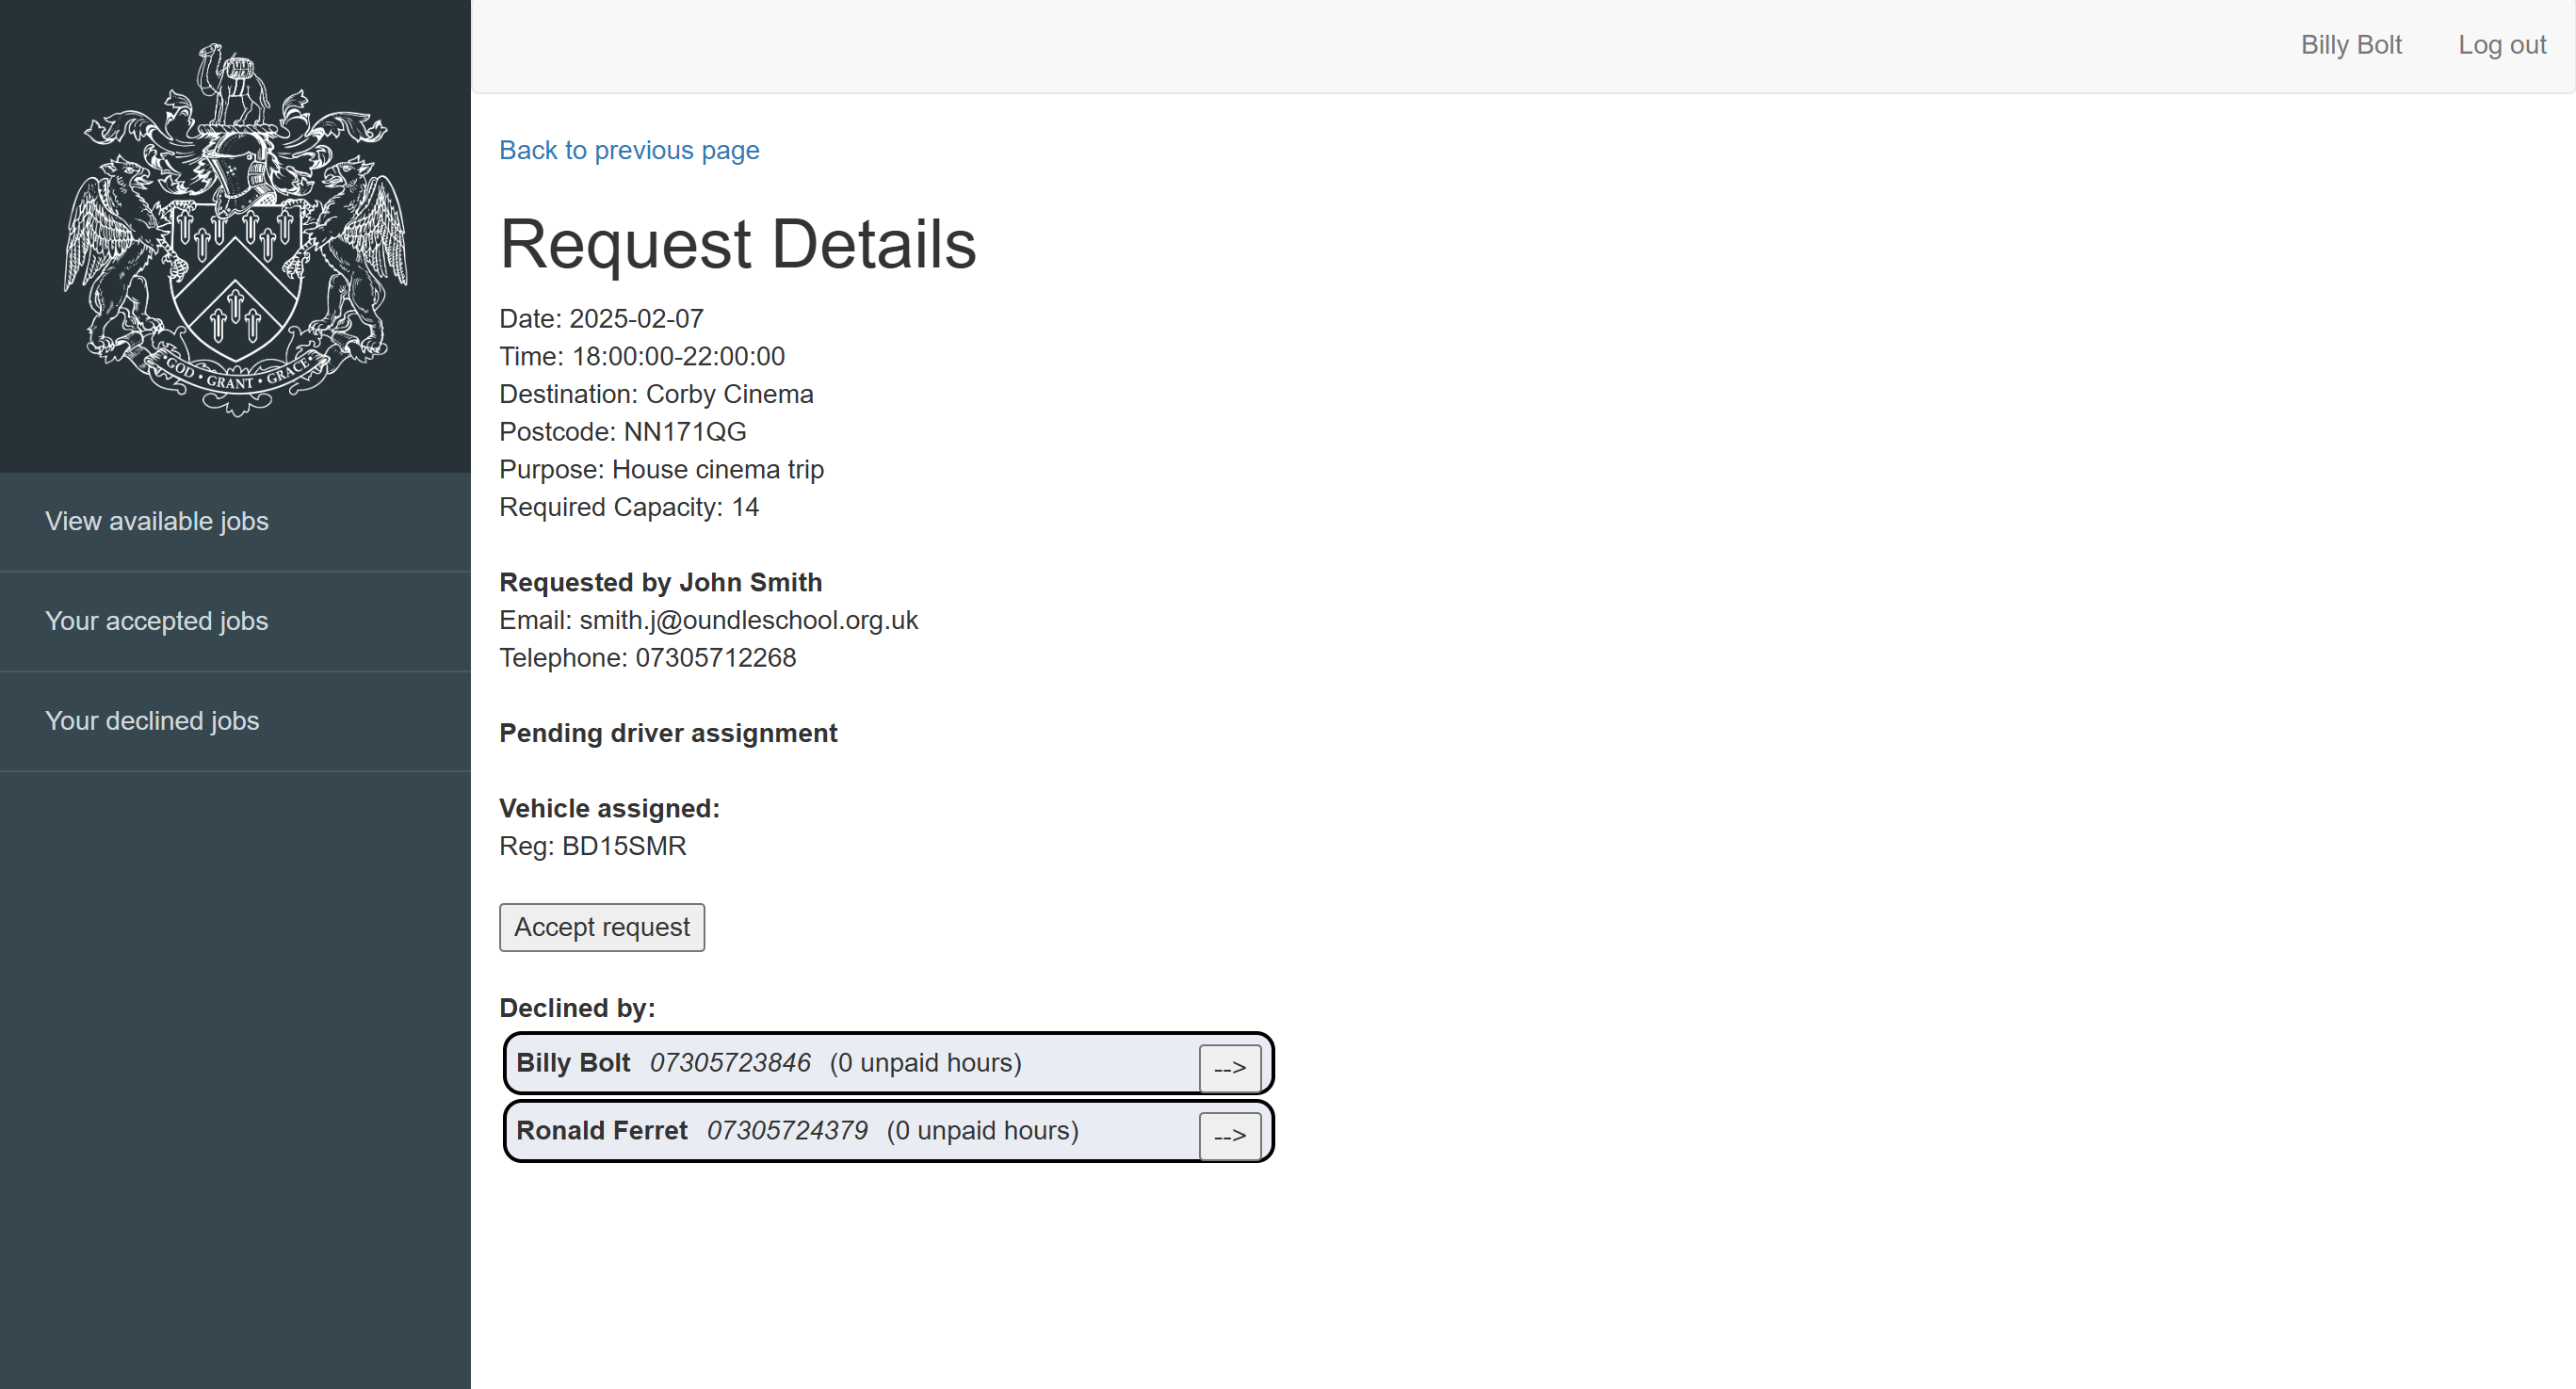 Billy Bolt Log out
GOD · GRANT · GRACE
View available jobs
Your accepted jobs
Your declined jobs
Back to previous page
Request Details
Date: 2025-02-07
Time: 18:00:00-22:00:00
Destination: Corby Cinema
Postcode: NN171QG
Purpose: House cinema trip
Required Capacity: 14
Requested by John Smith
Email: smith.j@oundleschool.org.uk
Telephone: 07305712268
Pending driver assignment
Vehicle assigned:
Reg: BD15SMR
Accept request
Declined by:
Billy Bolt 07305723846 (0 unpaid hours) -->
Ronald Ferret 07305724379 (0 unpaid hours) -->